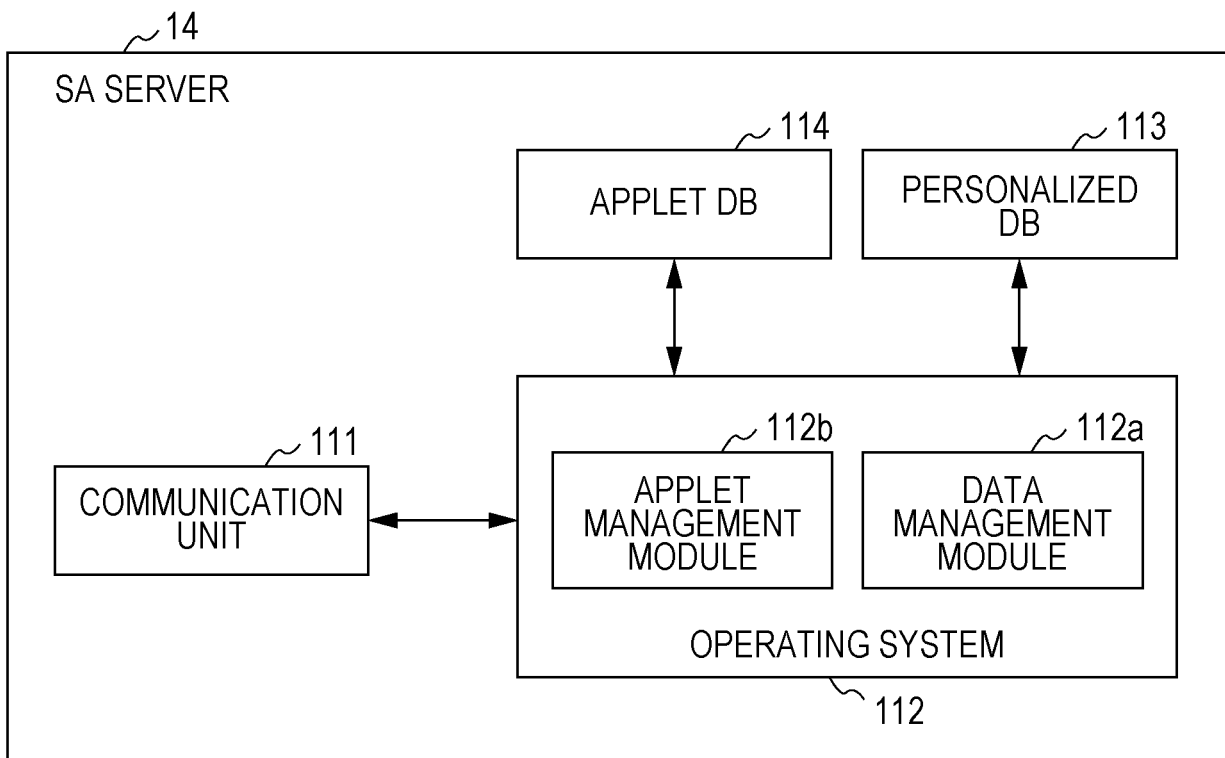 14
SA SERVER
114
113
APPLET DB
PERSONALIZED
DB
111
COMMUNICATION
UNIT
112b
112a
APPLET
MANAGEMENT
MODULE
DATA
MANAGEMENT
MODULE
OPERATING SYSTEM
112